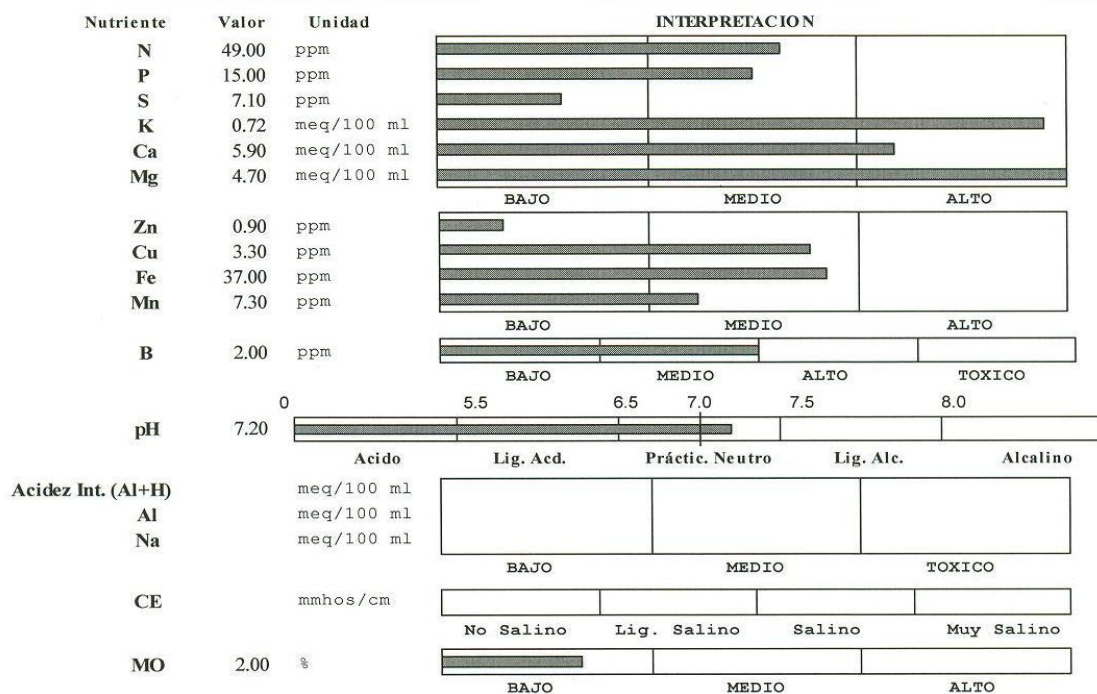 Nutriente Valor Unidad INTERPRETACION
N 49.00 ppm
P 15.00 ppm
S 7.10 ppm
K 0.72 meq/100 ml
Ca 5.90 meq/100 ml
Mg 4.70 meq/100 ml
BAJO MEDIO ALTO
Zn 0.90 ppm
Cu 3.30 ppm
Fe 37.00 ppm
Mn 7.30 ppm
BAJO MEDIO ALTO
B 2.00 ppm
BAJO MEDIO ALTO TOXICO
0 5.5 6.5 7.0 7.5 8.0
pH 7.20
Acido Lig. Acd. Práctic. Neutro Lig. Alc. Alcalino
Acidez Int. (Al+H) meq/100 ml
Al meq/100 ml
Na meq/100 ml
BAJO MEDIO TOXICO
CE mmhos/cm
No Salino Lig. Salino Salino Muy Salino
MO 2.00 %
BAJO MEDIO ALTO